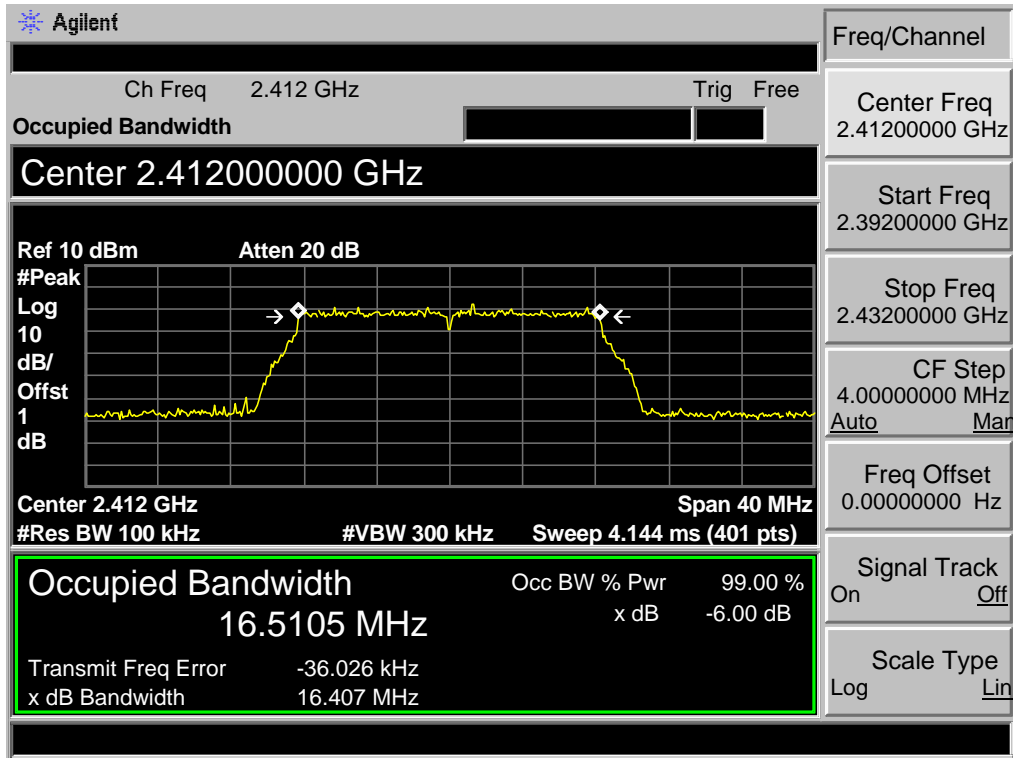 Agilent
Freq/Channel
Ch Freq 2.412 GHz Trig Free
Occupied Bandwidth
Center 2.412000000 GHz
Ref 10 dBm Atten 20 dB
#Peak
Log
10
dB/
Offst
1
dB
Center 2.412 GHz Span 40 MHz
#Res BW 100 kHz #VBW 300 kHz Sweep 4.144 ms (401 pts)
Occupied Bandwidth
16.5105 MHz
Occ BW % Pwr 99.00 %
x dB -6.00 dB
Transmit Freq Error -36.026 kHz
x dB Bandwidth 16.407 MHz
Center Freq
2.41200000 GHz
Start Freq
2.39200000 GHz
Stop Freq
2.43200000 GHz
CF Step
4.00000000 MHz
Auto Man
Freq Offset
0.00000000 Hz
Signal Track
On Off
Scale Type
Log Lin